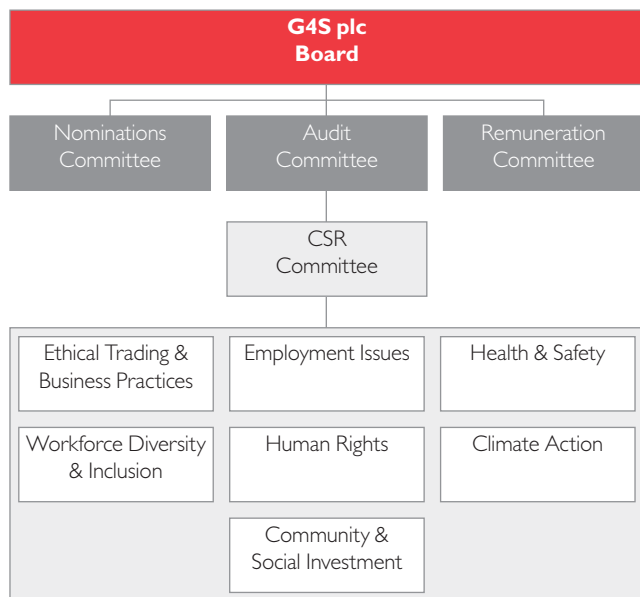 G4S plc
Board
Nominations
Committee
Audit
Committee
Remuneration
Committee
CSR
Committee
Ethical Trading &
Business Practices
Employment Issues
Health & Safety
Workforce Diversity
& Inclusion
Human Rights
Climate Action
Community &
Social Investment